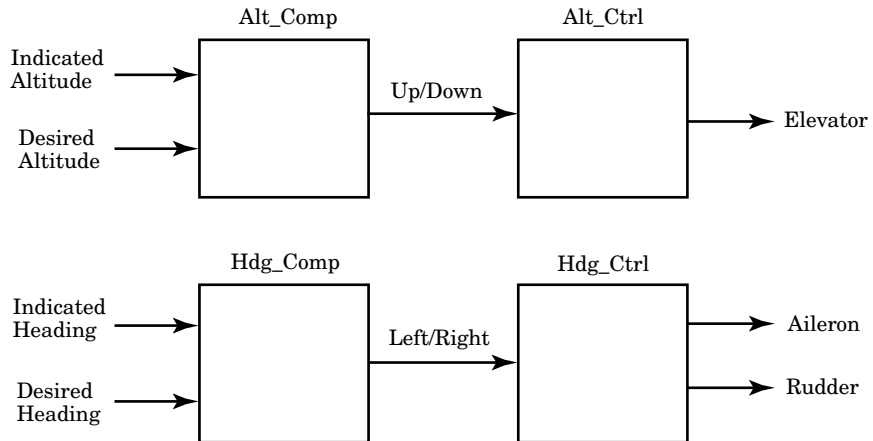 Alt_Comp
Alt_Ctrl
Indicated
Altitude
Desired
Altitude
Up/Down
Elevator
Hdg_Comp
Hdg_Ctrl
Indicated
Heading
Desired
Heading
Left/Right
Aileron
Rudder